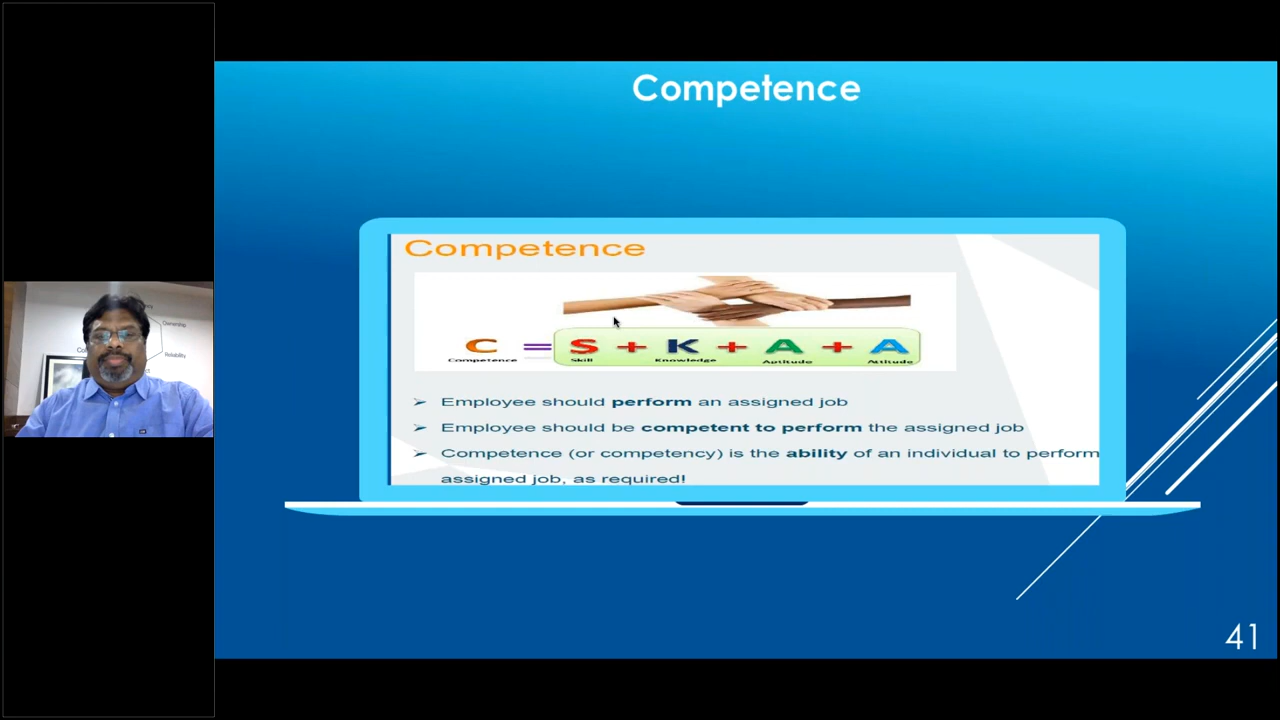 Competence
Competence
C = S + K + A + A
Competence Skill Knowledge Aptitude Attitude
➢ Employee should perform an assigned job
➢ Employee should be competent to perform the assigned job
➢ Competence (or competency) is the ability of an individual to perform
assigned job, as required!
Ownership
Reliability
41